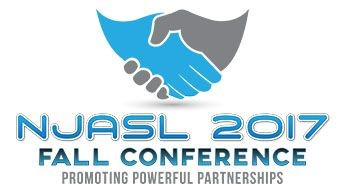 NJASL 2017
FALL CONFERENCE
PROMOTING POWERFUL PARTNERSHIPS